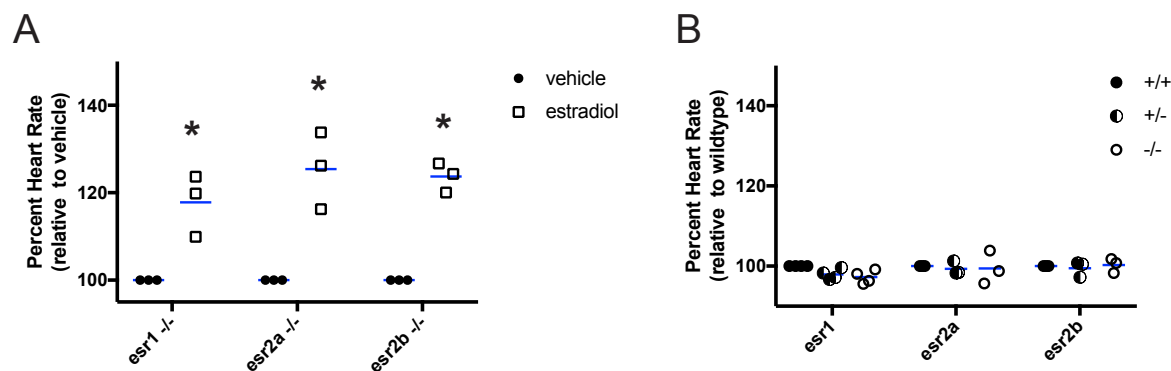 A
Percent Heart Rate
(relative to vehicle)
140
120
100
*
*
*
vehicle
estradiol
esr1 -/-
esr2a -/-
esr2b -/-
B
Percent Heart Rate
(relative to wildtype)
140
120
100
+/+
+/-
-/-
esr1
esr2a
esr2b